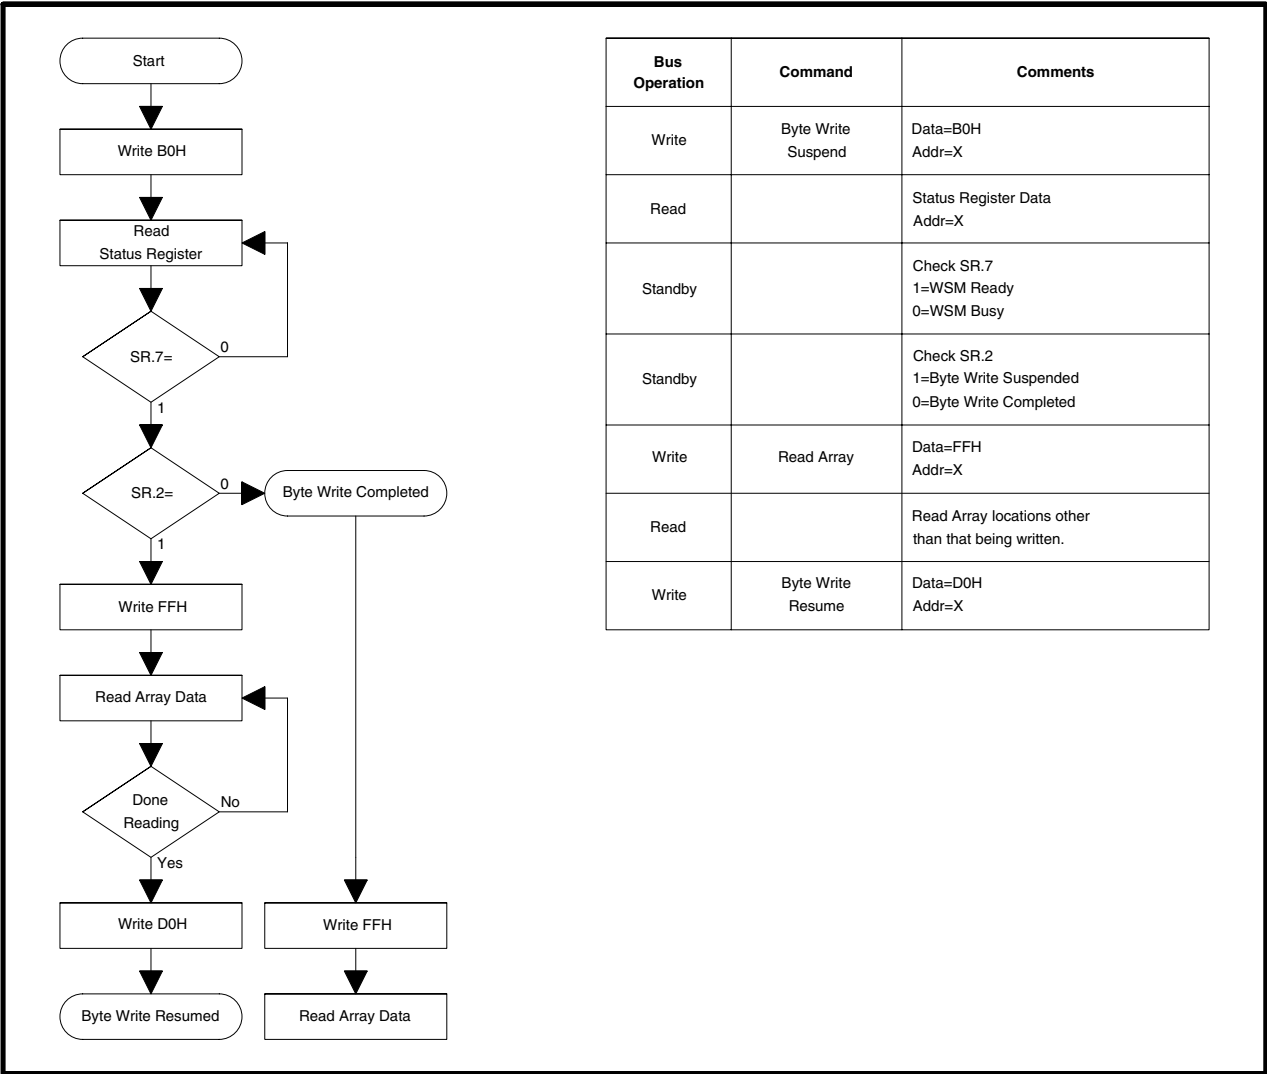 Start
Write B0H
Read
Status Register
SR.7=
0
1
SR.2=
0
Byte Write Completed
1
Write FFH
Read Array Data
Done
Reading
No
Yes
Write D0H
Write FFH
Byte Write Resumed
Read Array Data
Bus
Operation
Command
Comments
Write
Byte Write
Suspend
Data=B0H
Addr=X
Read
Status Register Data
Addr=X
Standby
Check SR.7
1=WSM Ready
0=WSM Busy
Standby
Check SR.2
1=Byte Write Suspended
0=Byte Write Completed
Write
Read Array
Data=FFH
Addr=X
Read
Read Array locations other
than that being written.
Write
Byte Write
Resume
Data=D0H
Addr=X